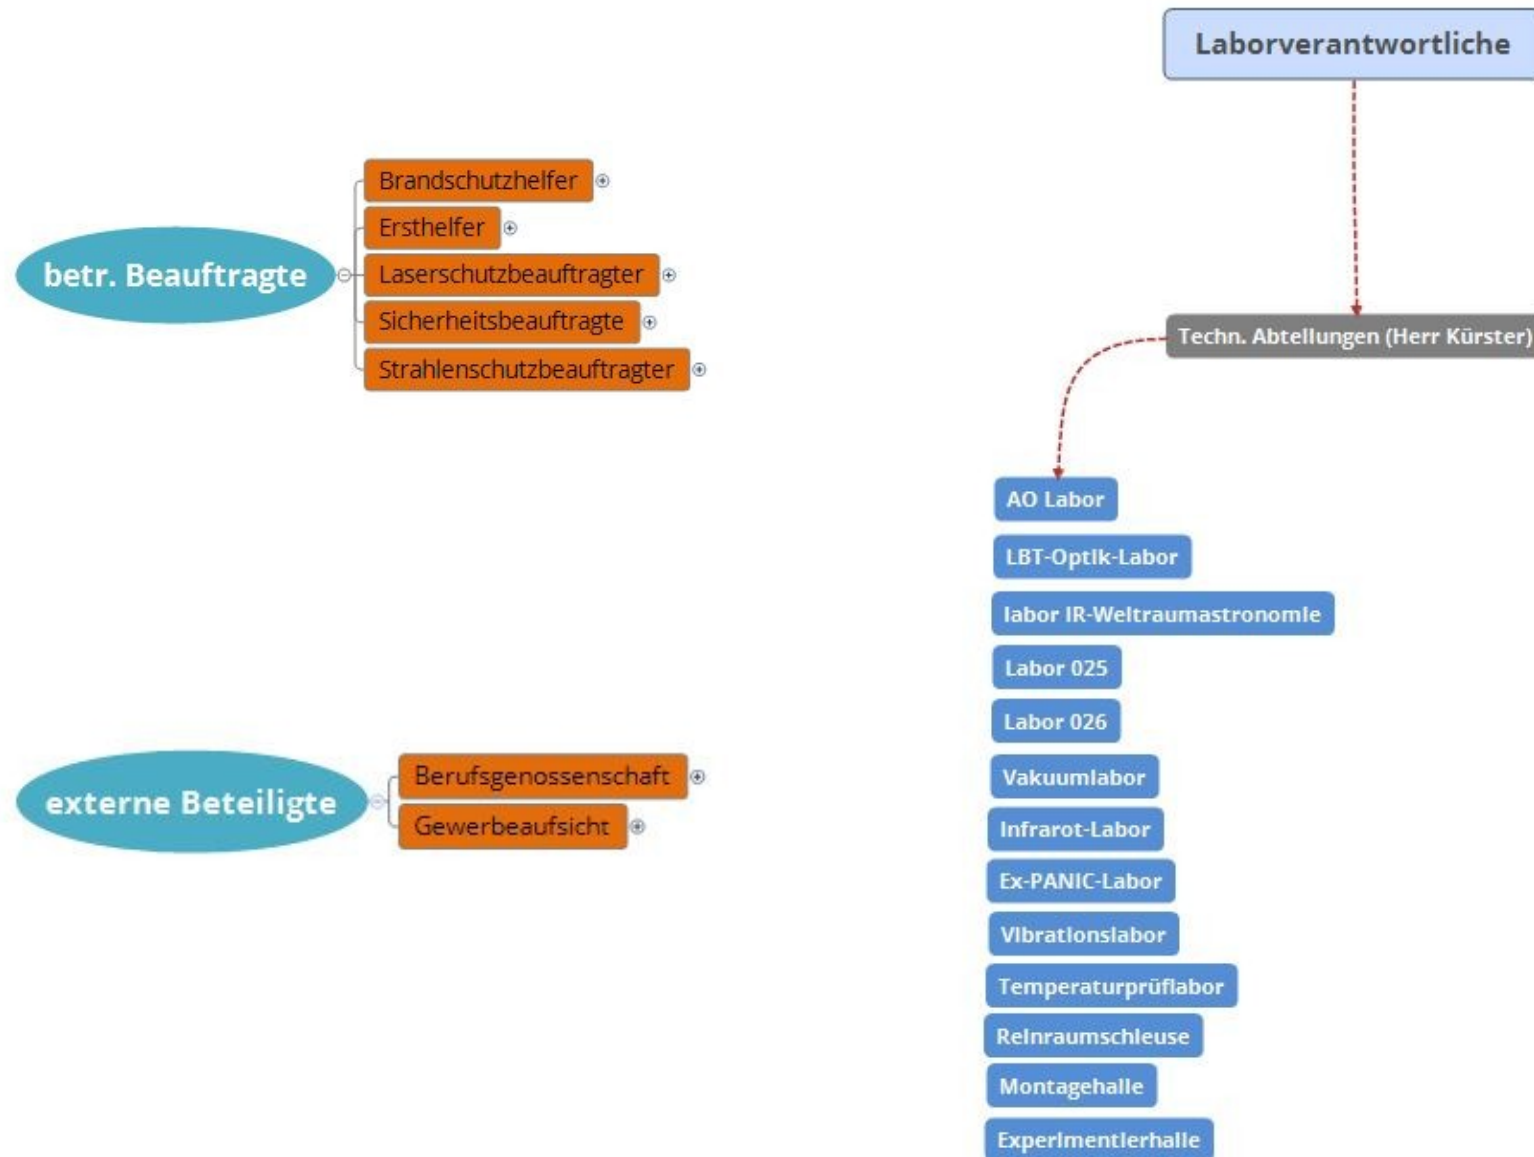 Laborverantwortliche
betr. Beauftragte
Brandschutzhelfer
Ersthelfer
Laserschutzbeauftragter
Sicherheitsbeauftragte
Strahlenschutzbeauftragter
Techn. Abteilungen (Herr Kürster)
AO Labor
LBT-Optik-Labor
labor IR-Weltraumastronomie
Labor 025
Labor 026
externe Beteiligte
Berufsgenossenschaft
Gewerbeaufsicht
Vakuumlabor
Infrarot-Labor
Ex-PANIC-Labor
Vibrationslabor
Temperaturprüflabor
Reinraumschleuse
Montagehalle
Experimentierhalle